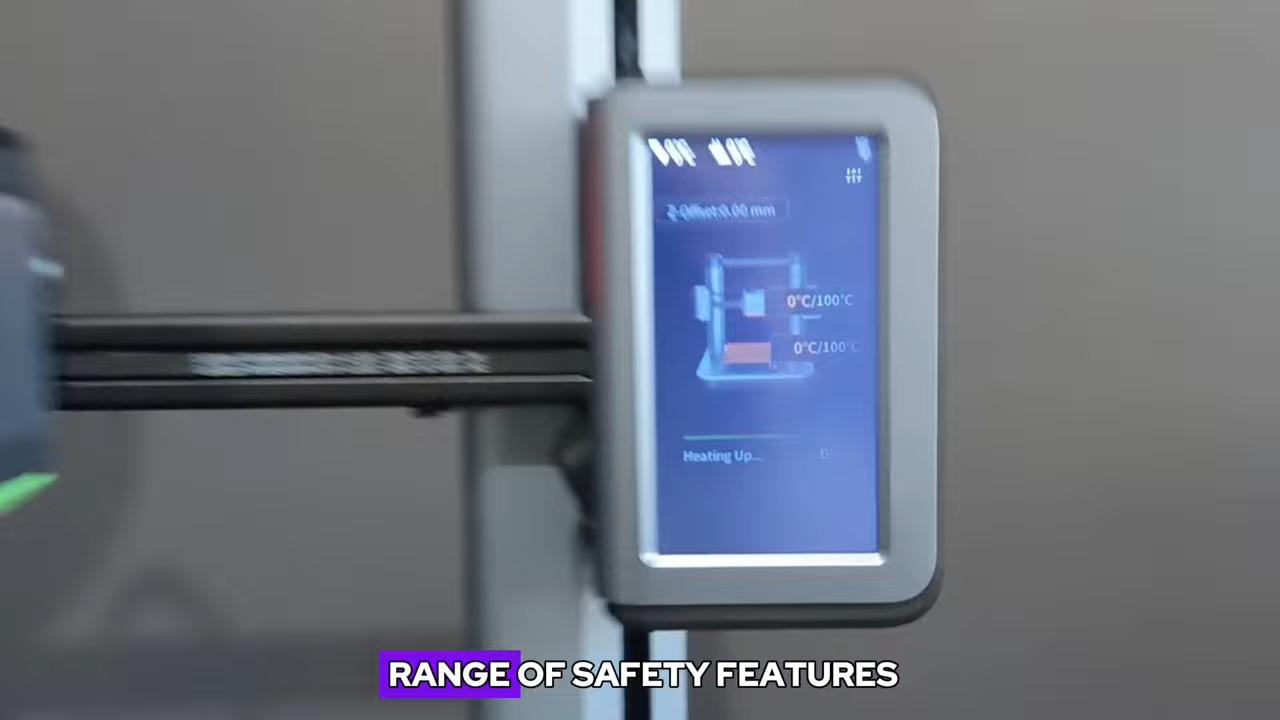 Z-Offset:0.00 mm
0°C/100°C
0°C/100°C
Heating Up...
RANGE OF SAFETY FEATURES